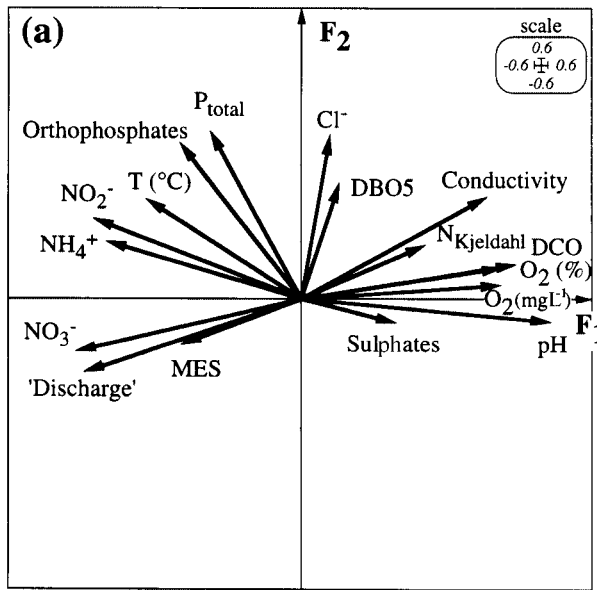 (a)
F2
scale
0.6
-0.6 0.6
-0.6
Ptotal
Orthophosphates
Cl-
T (°C)
DBO5
Conductivity
NO2-
NH4+
NKjeldahl
DCO
O2 (%)
O2(mgL-1)
F1
NO3-
MES
Sulphates
pH
'Discharge'